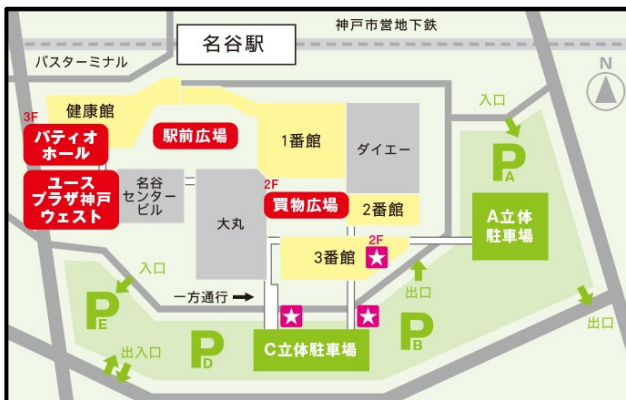 神戸市営地下鉄
名谷駅
バスターミナル
N
健康館
入口
3F
パティオ
ホール
駅前広場
1番館
ダイエー
P
A
ユース
プラザ神戸
ウェスト
名谷
センター
ビル
2F
買物広場
2番館
大丸
A立体
駐車場
2F
3番館
入口
一方通行→
出口
出口
P
E
P
D
P
B
出入口
C立体駐車場